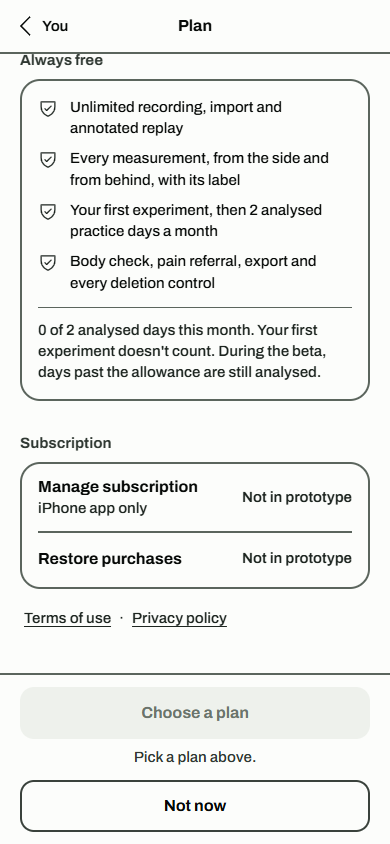 You
Plan
Always free
Unlimited recording, import and
annotated replay
Every measurement, from the side and
from behind, with its label
Your first experiment, then 2 analysed
practice days a month
Body check, pain referral, export and
every deletion control
0 of 2 analysed days this month. Your first
experiment doesn't count. During the beta,
days past the allowance are still analysed.
Subscription
Manage subscription
iPhone app only
Not in prototype
Restore purchases
Not in prototype
Terms of use · Privacy policy
Choose a plan
Pick a plan above.
Not now